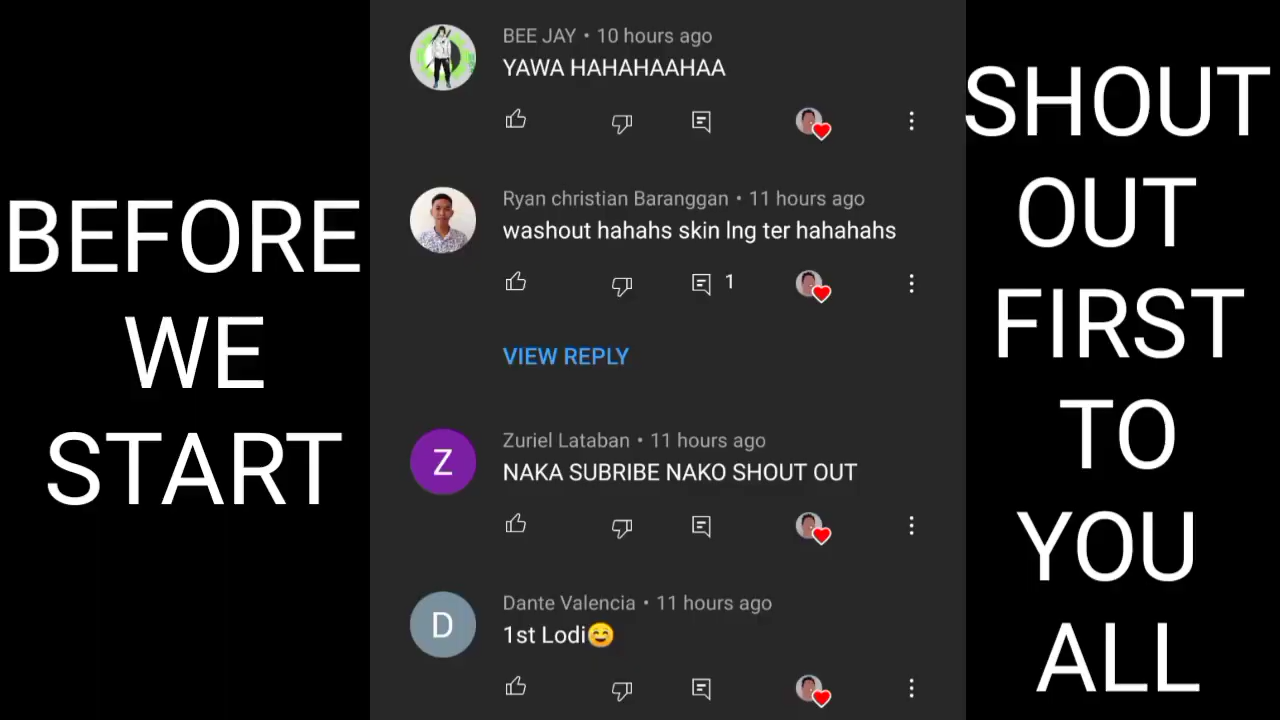 BEFORE
WE
START
BEE JAY • 10 hours ago
YAWA HAHAHAAHAA
Ryan christian Baranggan • 11 hours ago
washout hahahs skin lng ter hahahahs
1
VIEW REPLY
Z
Zuriel Lataban • 11 hours ago
NAKA SUBRIBE NAKO SHOUT OUT
D
Dante Valencia • 11 hours ago
1st Lodi😊
SHOUT
OUT
FIRST
TO
YOU
ALL